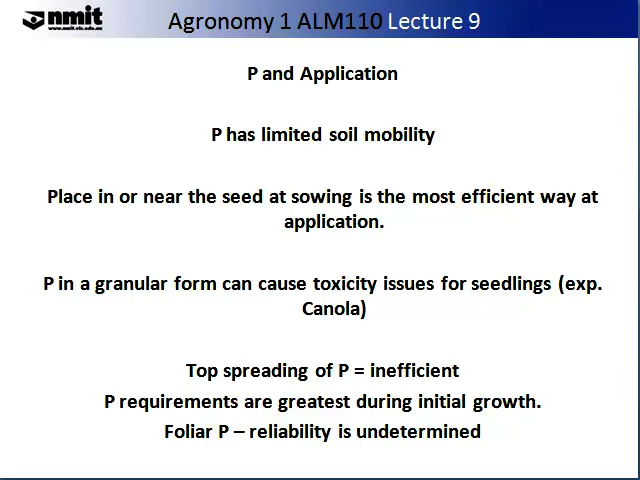 nmit
www.nmit.vic.edu.au
Agronomy 1 ALM110 Lecture 9
P and Application
P has limited soil mobility
Place in or near the seed at sowing is the most efficient way at
application.
P in a granular form can cause toxicity issues for seedlings (exp.
Canola)
Top spreading of P = inefficient
P requirements are greatest during initial growth.
Foliar P – reliability is undetermined